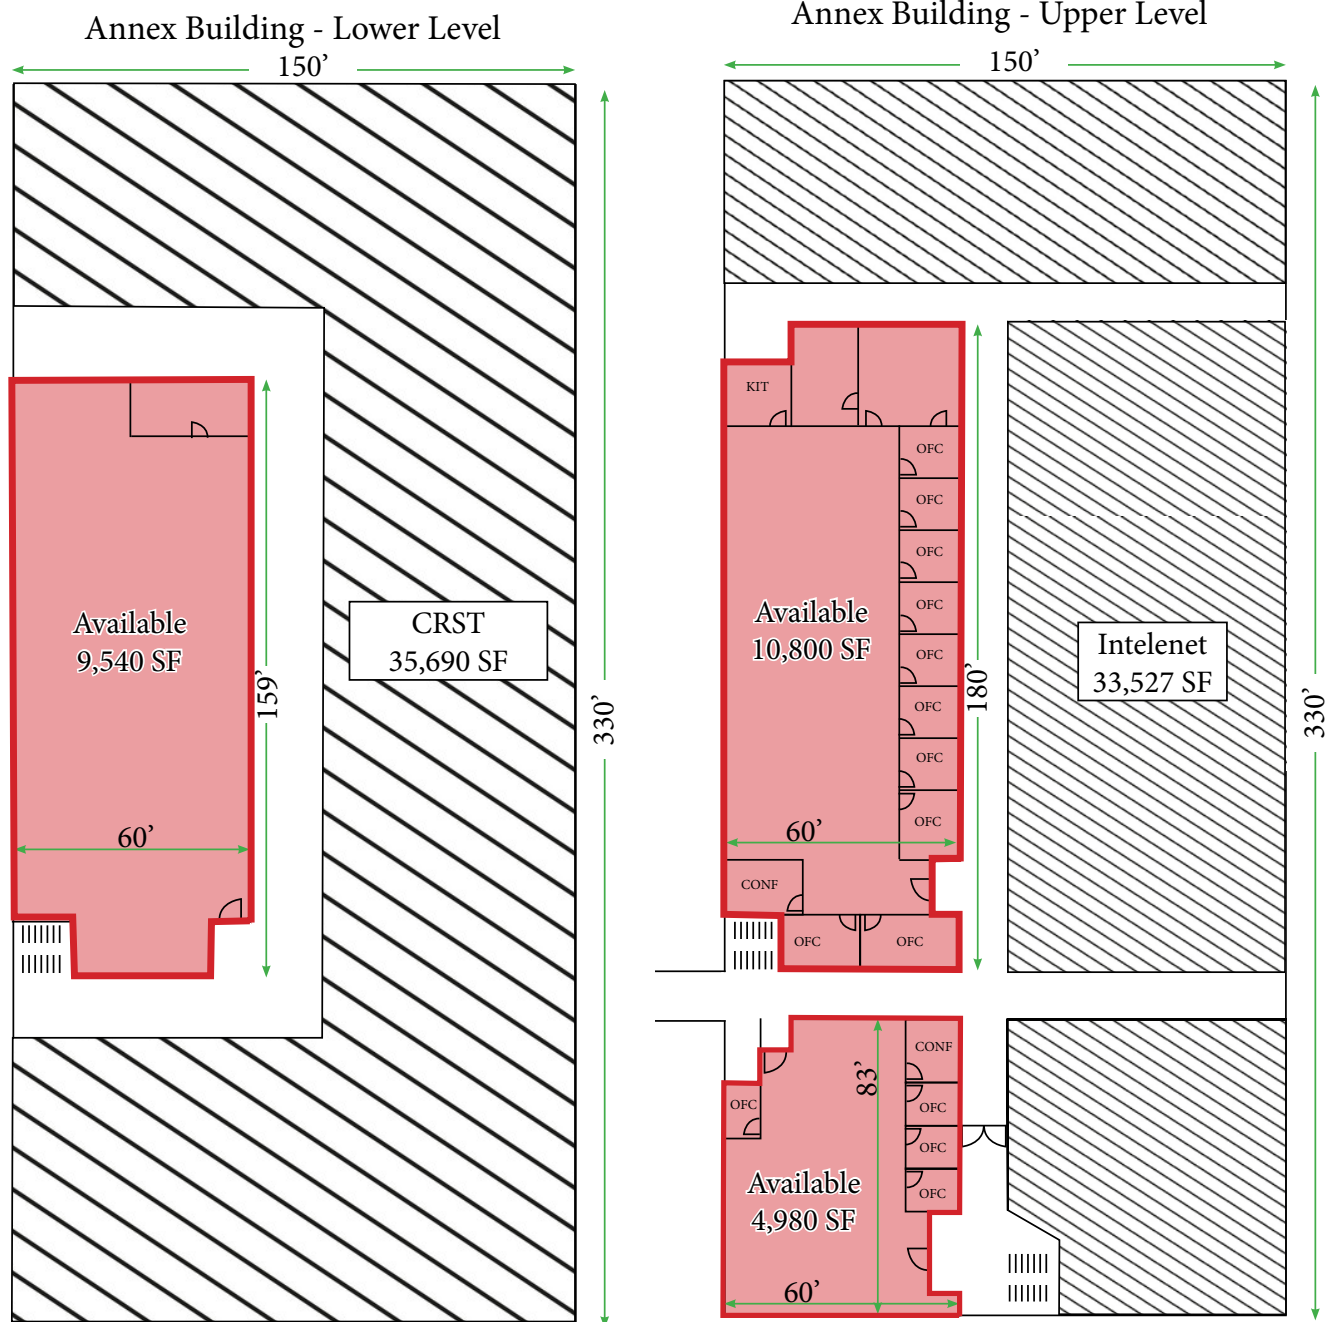 Annex Building - Lower Level
150’
CRST
35,690 SF
Available
9,540 SF
159’
60’
330’
Annex Building - Upper Level
150’
KIT
OFC
OFC
OFC
OFC
OFC
OFC
OFC
OFC
Available
10,800 SF
180’
60’
CONF
OFC
OFC
Intelenet
33,527 SF
330’
CONF
83’
OFC
OFC
OFC
OFC
Available
4,980 SF
60’